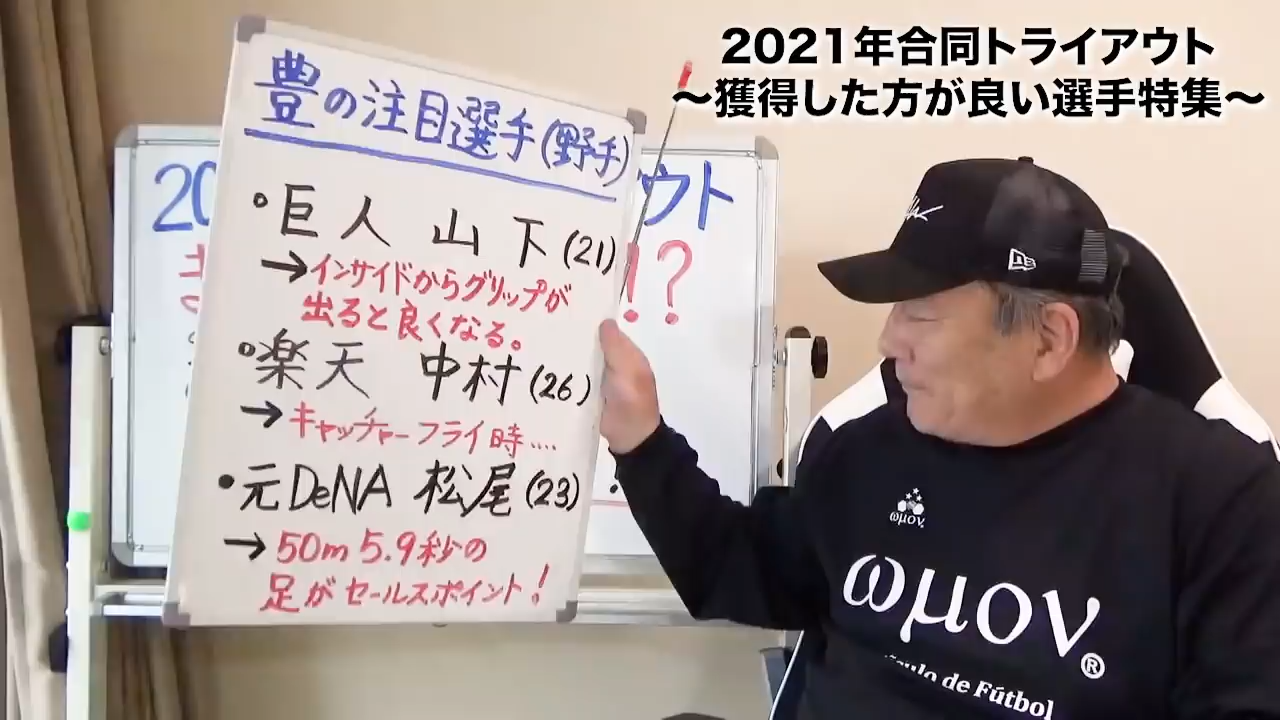 2021年合同トライアウト
～獲得した方が良い選手特集～
豊の注目選手(野手)
・巨人 山下(21)
→インサイドからグリップが
出ると良くなる。
・楽天 中村(26)
→キャッチャーフライ時....
・元DeNA 松尾(23)
→50m 5.9秒の
足がセールスポイント!
20
ウト
!?
ωμον
ωμον®
de Fútbol